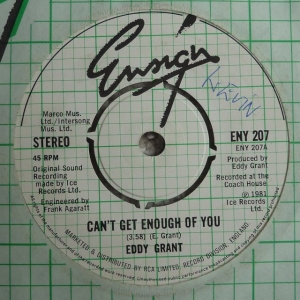 Ensign
KEVIN
Marco Mus.
Ltd./Intersong
Mus. Ltd.
STEREO
45 RPM
Original Sound
Recording
made by
Ice Records
Ltd.
Engineered by
Frank Agaratt
ENY 207
ENY 207A
Produced by
Eddy Grant
Recorded at the
Coach House
℗ 1981
Ice Records
Ltd.
CAN'T GET ENOUGH OF YOU
(3.58) (E. Grant)
EDDY GRANT
MARKETED & DISTRIBUTED BY RCA LIMITED, RECORD DIVISION, ENGLAND.